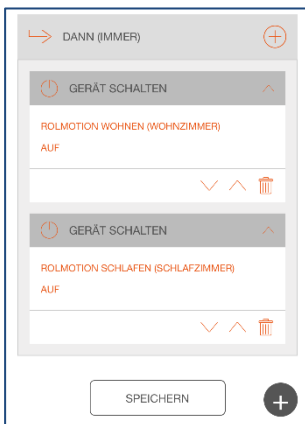 DANN (IMMER)
GERÄT SCHALTEN
ROLMOTION WOHNEN (WOHNZIMMER)
AUF
GERÄT SCHALTEN
ROLMOTION SCHLAFEN (SCHLAFZIMMER)
AUF
SPEICHERN